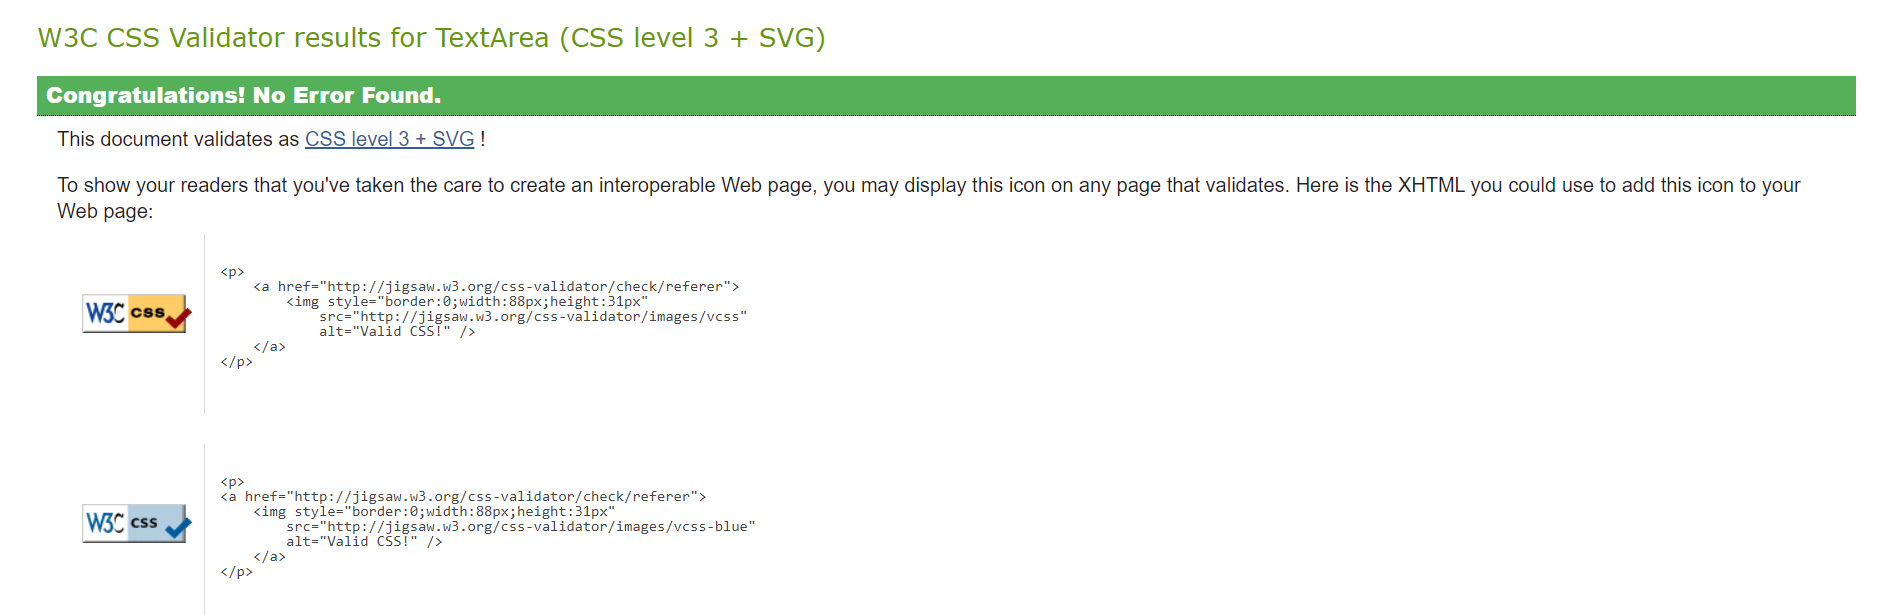 W3C CSS Validator results for TextArea (CSS level 3 + SVG)
Congratulations! No Error Found.
This document validates as CSS level 3 + SVG !
To show your readers that you've taken the care to create an interoperable Web page, you may display this icon on any page that validates. Here is the XHTML you could use to add this icon to your
Web page:
W3C css
<p>
    <a href="http://jigsaw.w3.org/css-validator/check/referer">
        <img style="border:0;width:88px;height:31px"
            src="http://jigsaw.w3.org/css-validator/images/vcss"
            alt="Valid CSS!" />
    </a>
</p>
W3C css
<p>
<a href="http://jigsaw.w3.org/css-validator/check/referer">
    <img style="border:0;width:88px;height:31px"
        src="http://jigsaw.w3.org/css-validator/images/vcss-blue"
        alt="Valid CSS!" />
    </a>
</p>